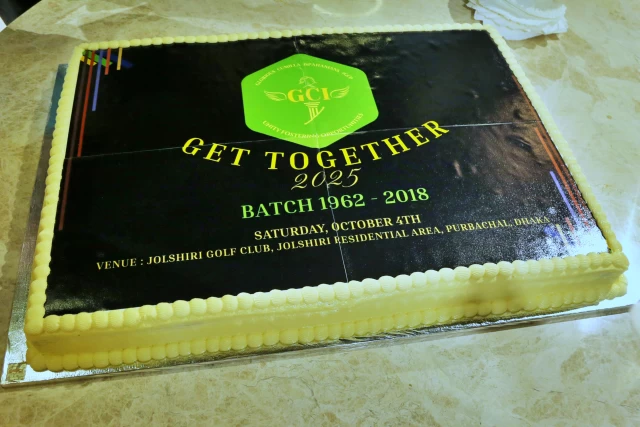 GCI
GET TOGETHER
2025
BATCH 1962 - 2018
SATURDAY, OCTOBER 4TH
VENUE : JOLSHIRI GOLF CLUB, JOLSHIRI RESIDENTIAL AREA, PURBACHAL, DHAKA